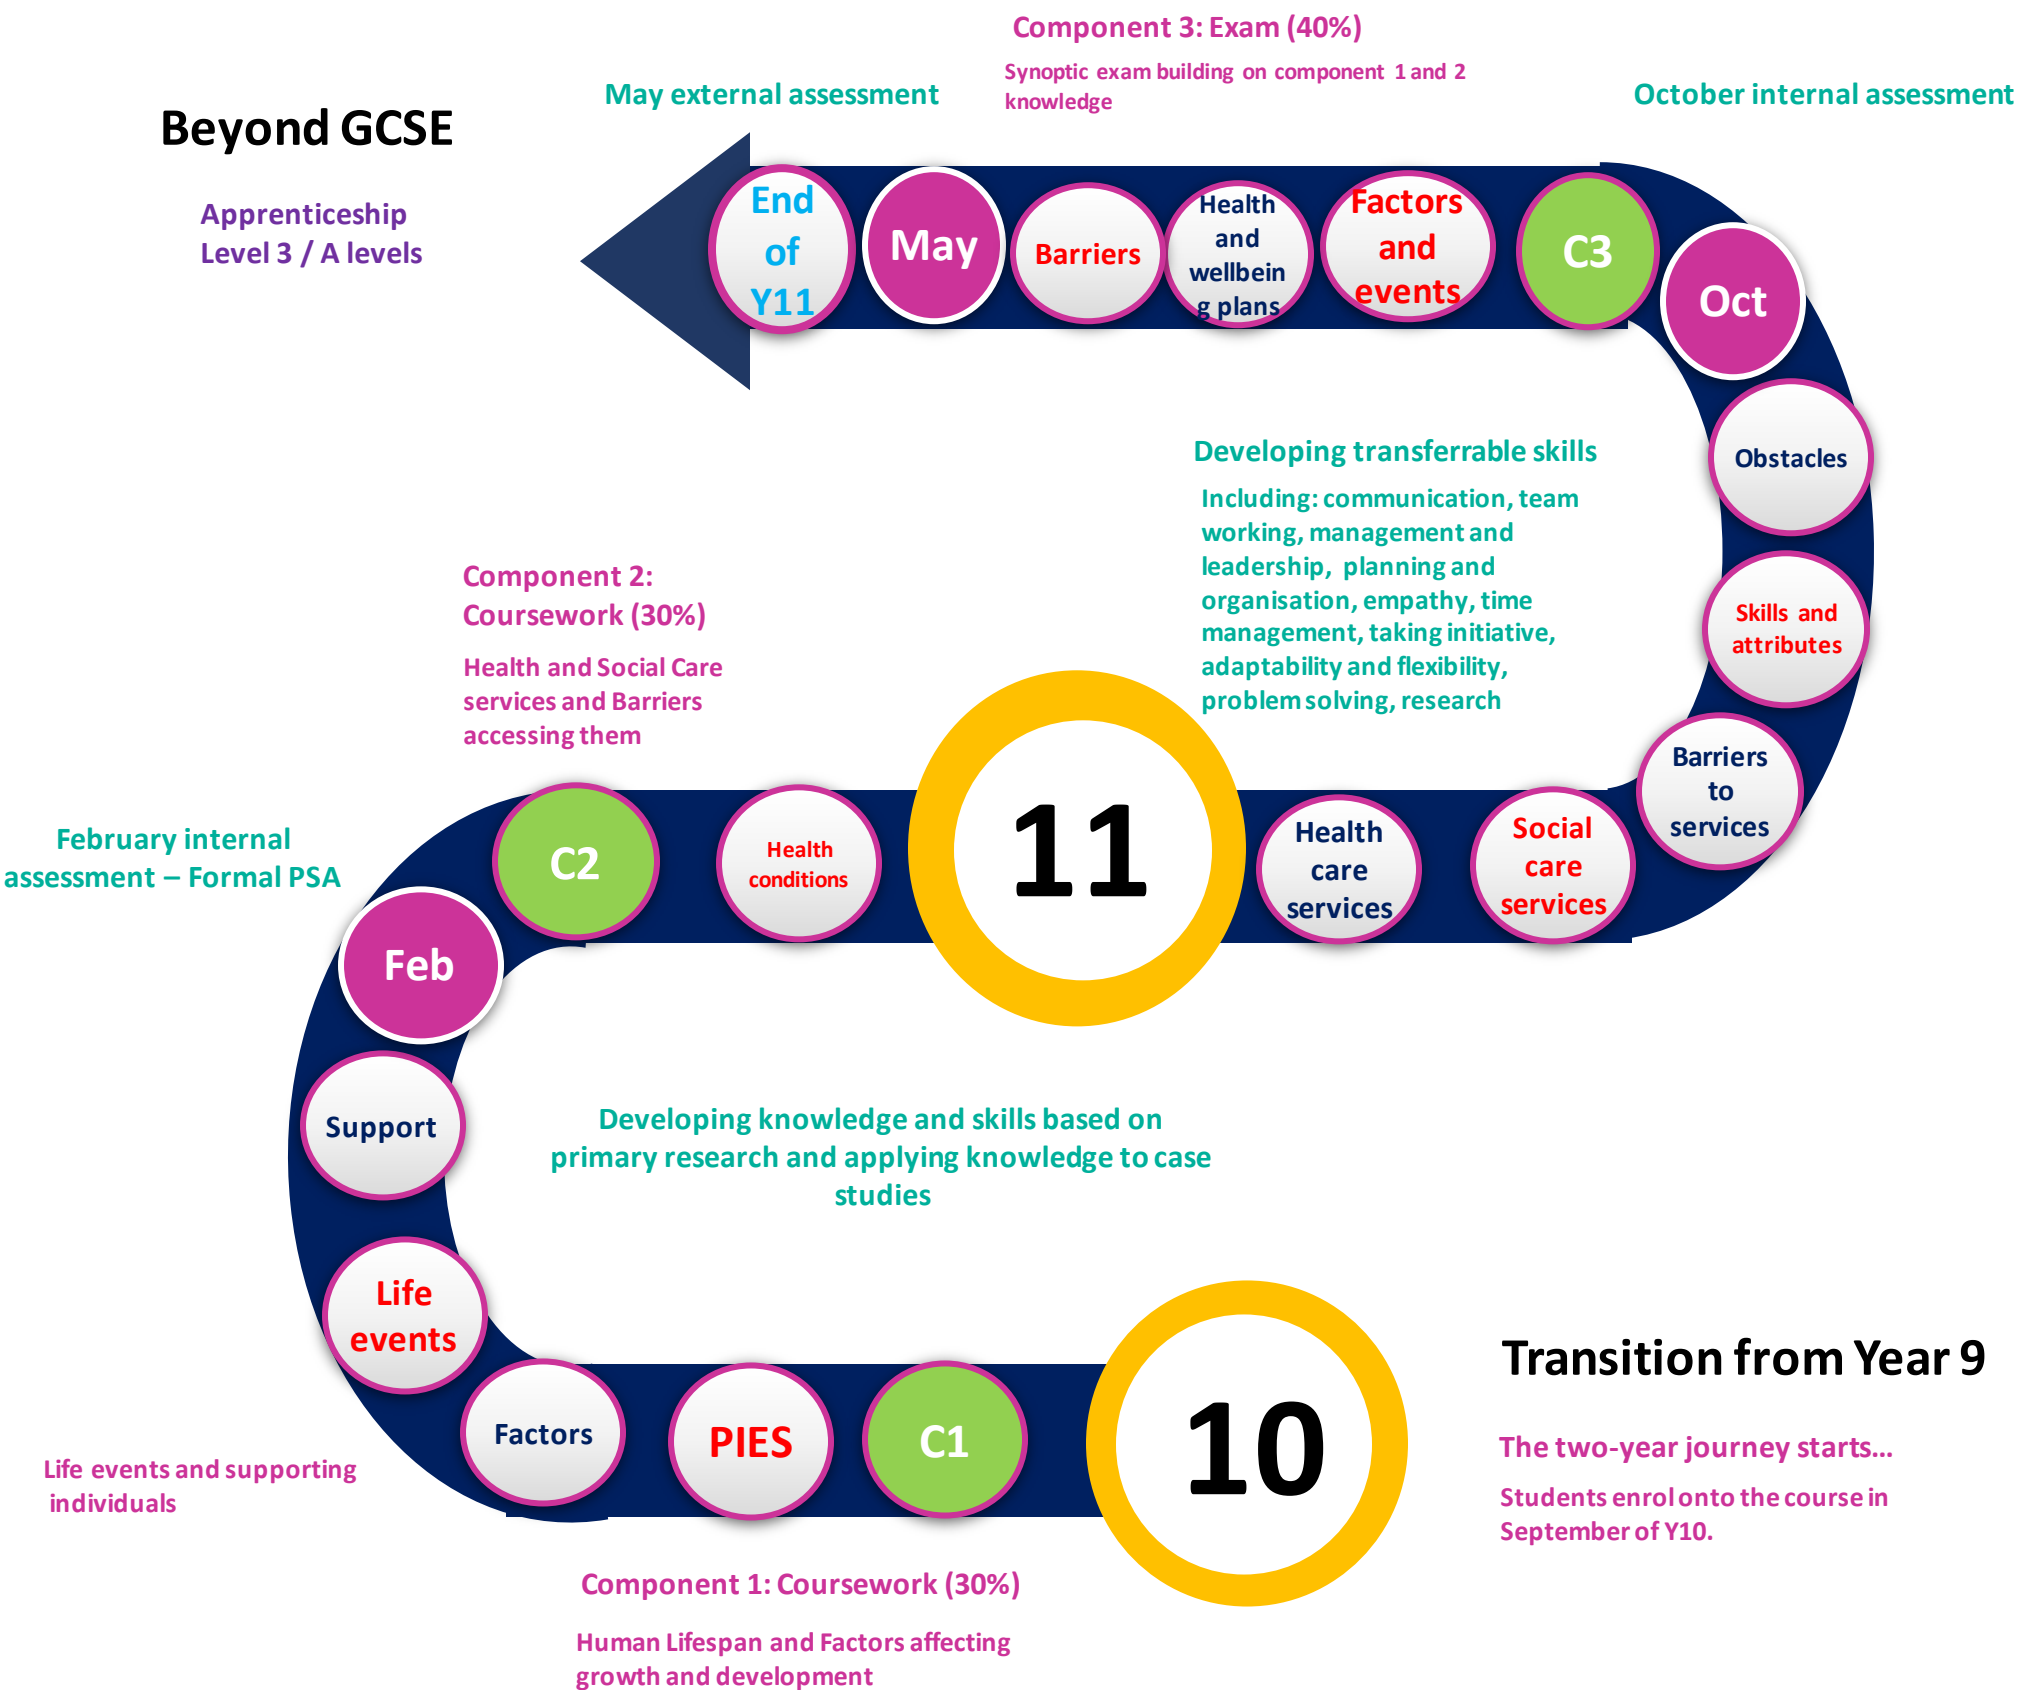 Component 3: Exam (40%)
Synoptic exam building on component 1 and 2
knowledge
May external assessment
October internal assessment
Beyond GCSE
Apprenticeship
Level 3 / A levels
End
of
Y11
May
Barriers
Health
and
wellbein
g plans
Factors
and
events
C3
Oct
Obstacles
Skills and
attributes
Barriers
to
services
Developing transferrable skills
Including: communication, team
working, management and
leadership, planning and
organisation, empathy, time
management, taking initiative,
adaptability and flexibility,
problem solving, research
Component 2:
Coursework (30%)
Health and Social Care
services and Barriers
accessing them
February internal
assessment – Formal PSA
C2
Health
conditions
11
Health
care
services
Social
care
services
Feb
Support
Developing knowledge and skills based on
primary research and applying knowledge to case
studies
Life
events
Factors
PIES
C1
10
Transition from Year 9
The two-year journey starts...
Students enrol onto the course in
September of Y10.
Life events and supporting
individuals
Component 1: Coursework (30%)
Human Lifespan and Factors affecting
growth and development